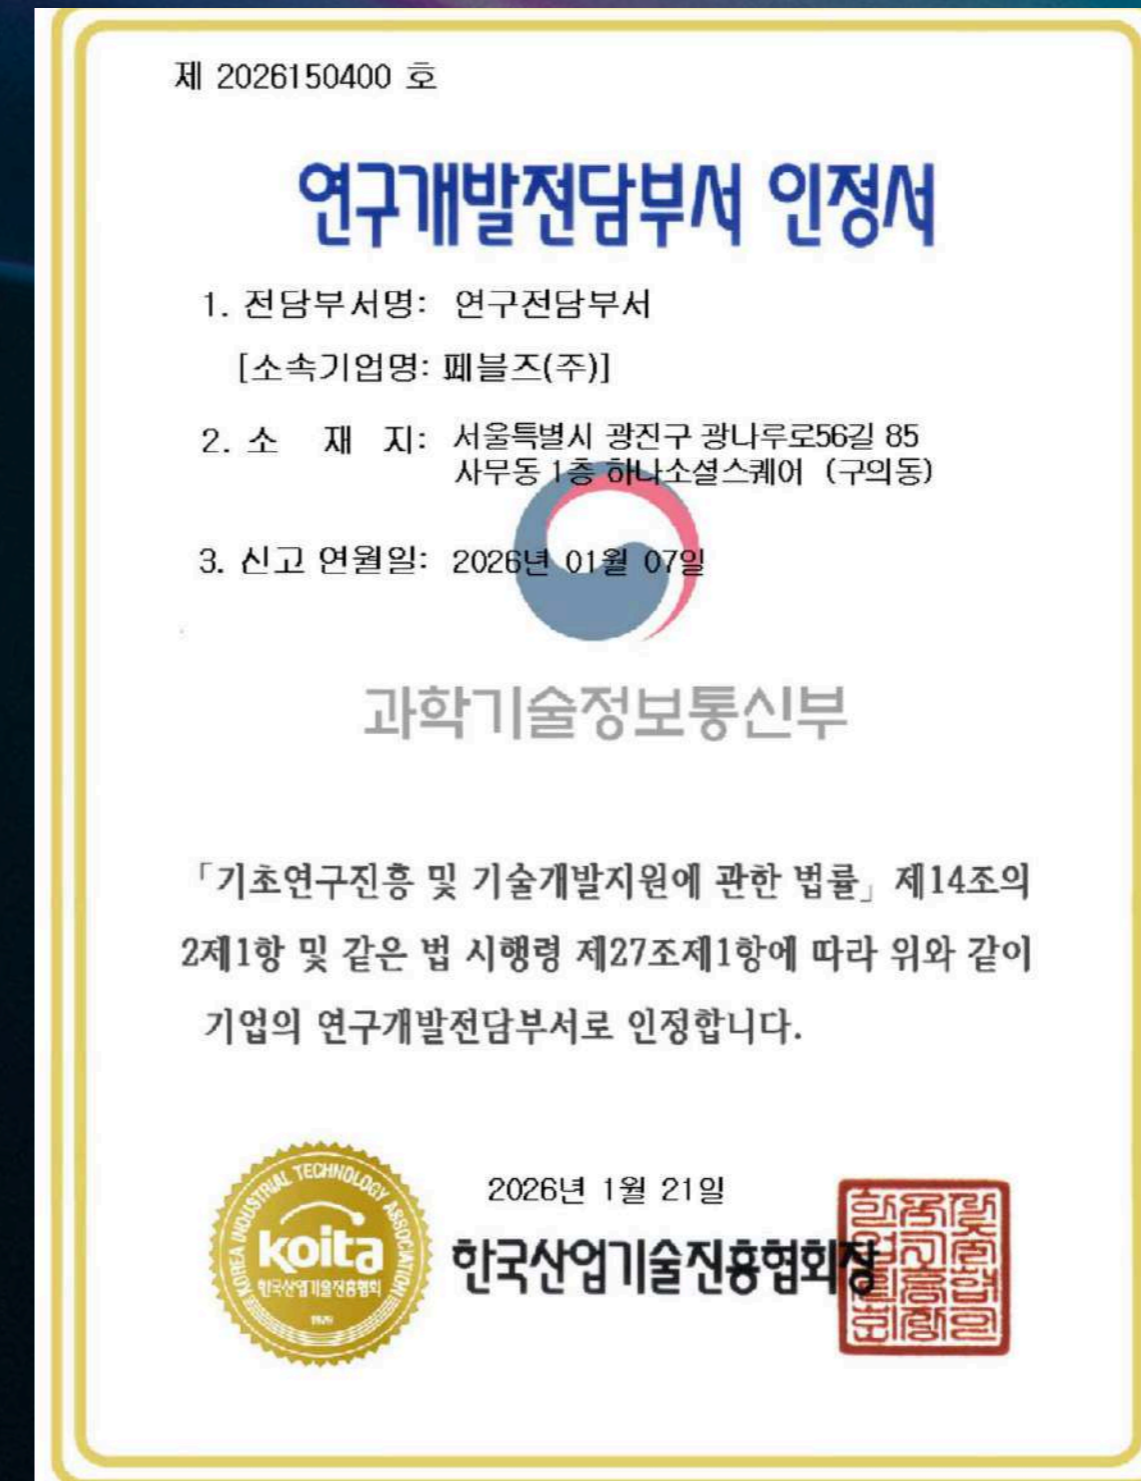 제 2026150400 호
연구개발전담부서 인정서
1. 전담부서명: 연구전담부서
[소속기업명: 페블즈(주)]
2. 소 재 지: 서울특별시 광진구 광나루로56길 85
사무동 1층 하나소셜스퀘어 (구의동)
3. 신고 연월일: 2026년 01월 07일
과학기술정보통신부
「기초연구진흥 및 기술개발지원에 관한 법률」 제14조의
2제1항 및 같은 법 시행령 제27조제1항에 따라 위와 같이
기업의 연구개발전담부서로 인정합니다.
KOREA INDUSTRIAL TECHNOLOGY ASSOCIATION
koita
한국산업기술진흥협회
1979
2026년 1월 21일
한국산업기술진흥협회장